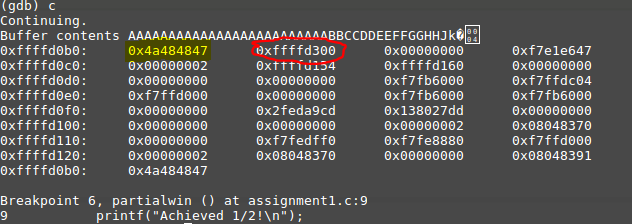 (gdb) c
Continuing.
Buffer contents AAAAAAAAAAAAAAAAAAAAAAAAAABBCCDDEEFFGGHHJk�
0xffffd0b0: 0x4a484847 0xffffd300 0x00000000 0xf7e1e647
0xffffd0c0: 0x00000002 0xffffd154 0xffffd160 0x00000000
0xffffd0d0: 0x00000000 0x00000000 0xf7fb6000 0xf7ffdc04
0xffffd0e0: 0xf7ffd000 0x00000000 0xf7fb6000 0xf7fb6000
0xffffd0f0: 0x00000000 0x2feda9cd 0x138027dd 0x00000000
0xffffd100: 0x00000000 0x00000000 0x00000002 0x08048370
0xffffd110: 0x00000000 0xf7fedff0 0xf7fe8880 0xf7ffd000
0xffffd120: 0x00000002 0x08048370 0x00000000 0x08048391
0xffffd0b0: 0x4a484847
Breakpoint 6, partialwin () at assignment1.c:9
9 printf("Achieved 1/2!\n");